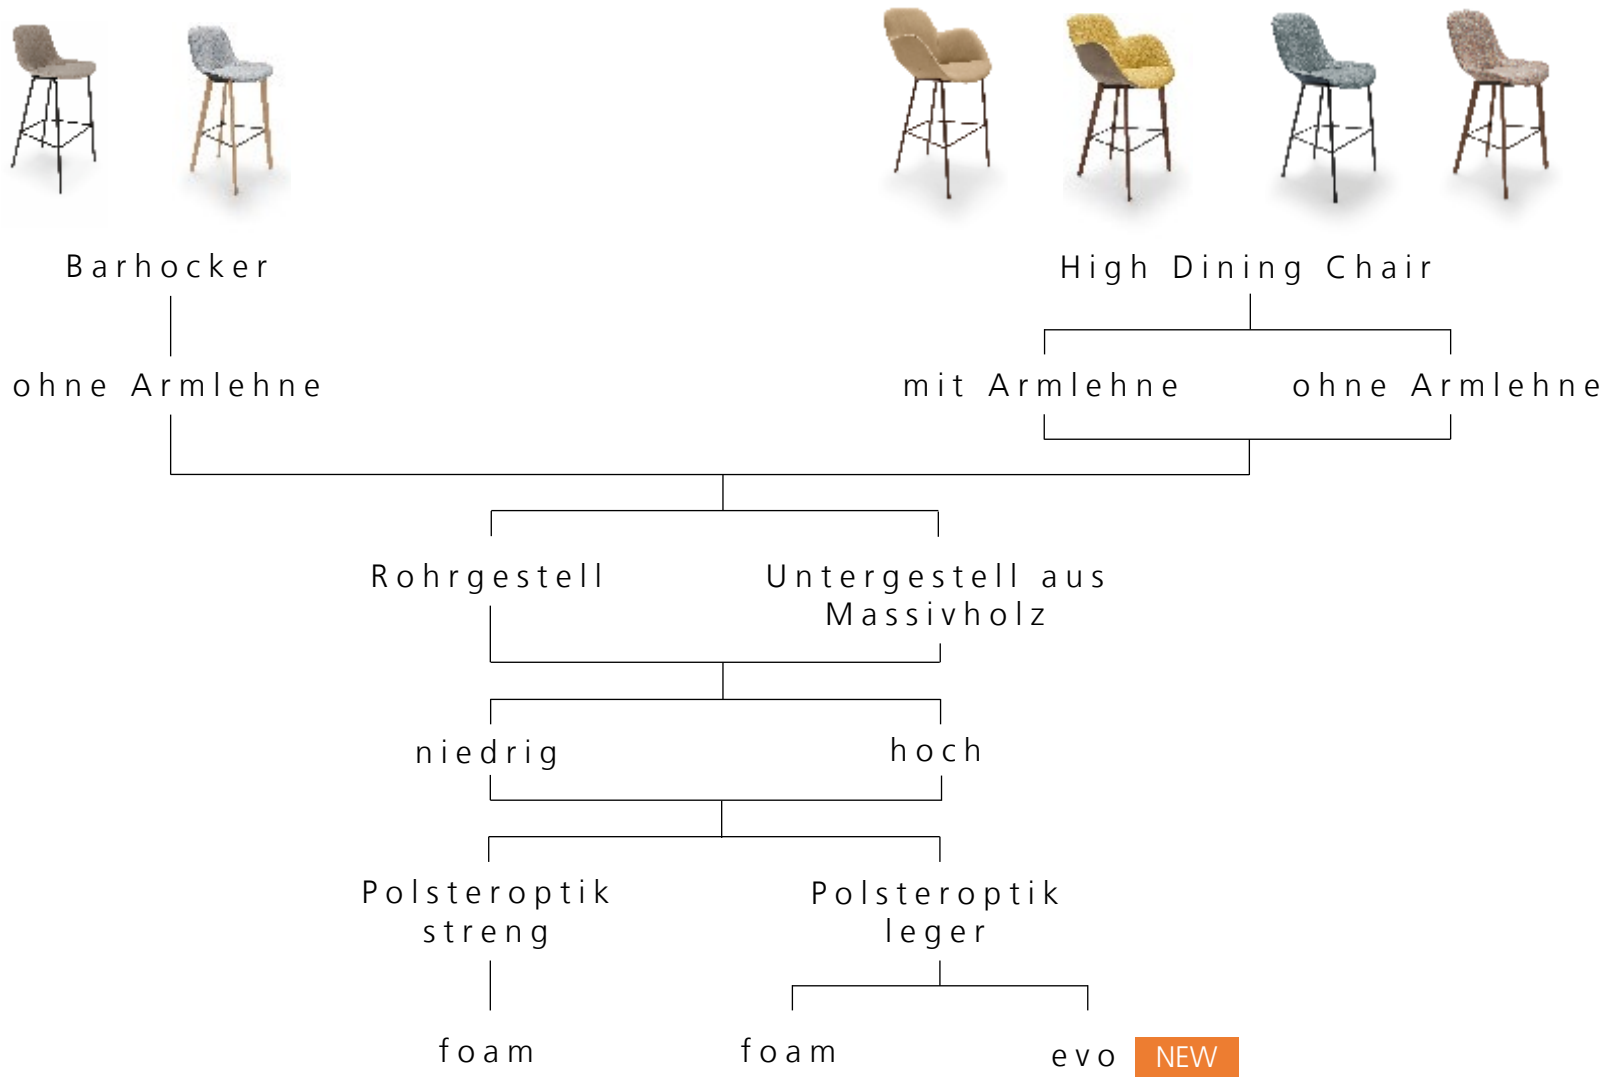 Barhocker
High Dining Chair
ohne Armlehne
mit Armlehne
ohne Armlehne
Rohrgestell
Untergestell aus
Massivholz
niedrig
hoch
Polsteroptik
streng
Polsteroptik
leger
foam
foam
evo
NEW